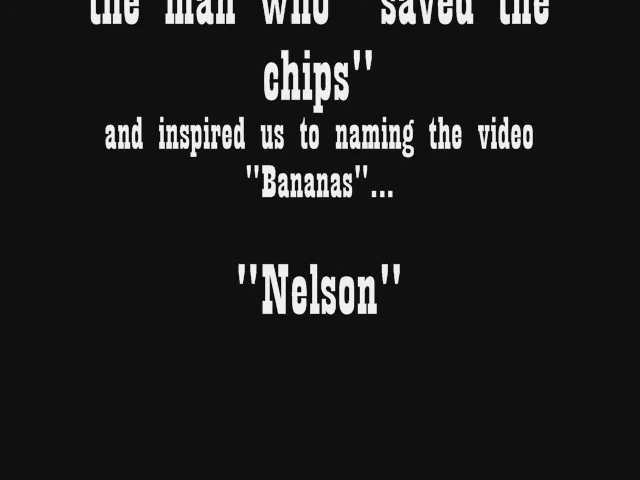 the man who "saved the
chips"
and inspired us to naming the video
"Bananas"...
"Nelson"